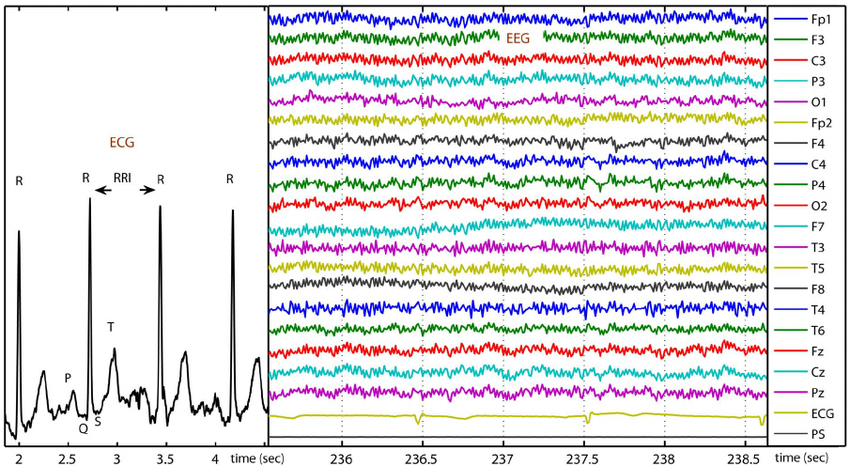 ECG
R
R
RRI
R
R
P
T
Q
S
2
2.5
3
3.5
4
time (sec)
EEG
236
236.5
237
237.5
238
238.5
time (sec)
Fp1
F3
C3
P3
O1
Fp2
F4
C4
P4
O2
F7
T3
T5
F8
T4
T6
Fz
Cz
Pz
ECG
PS